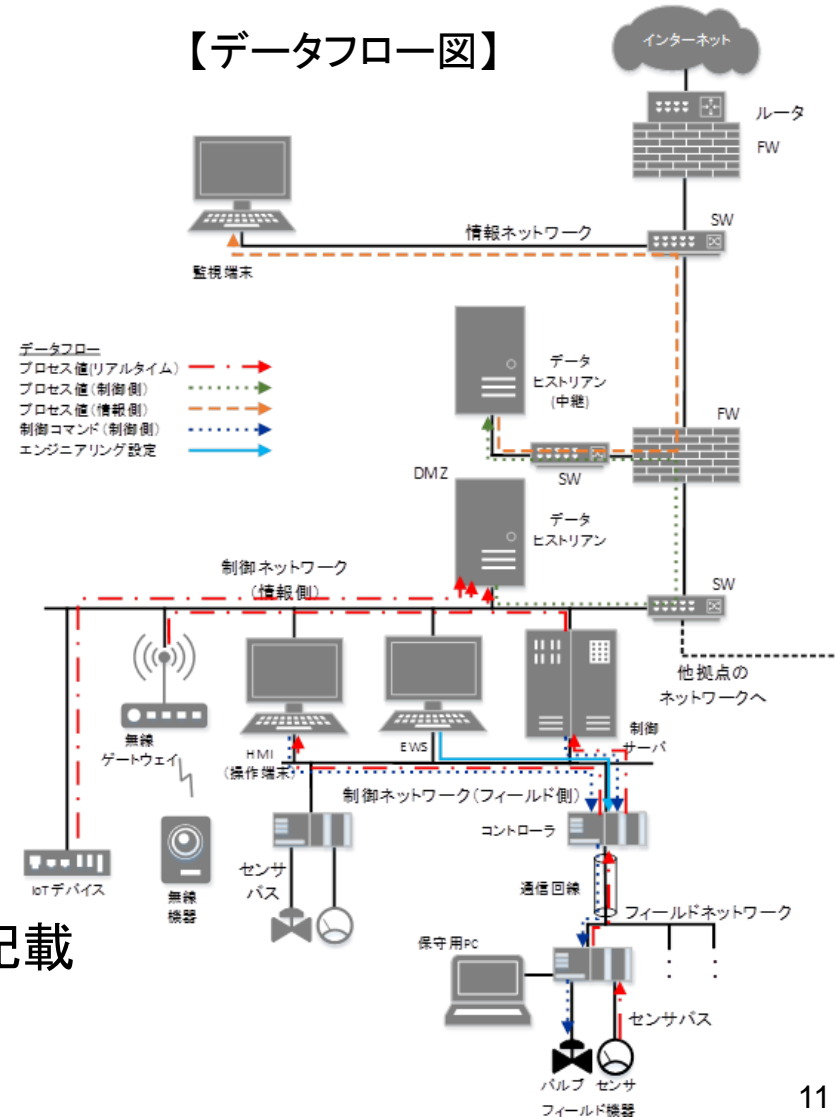 【データフロー図】
インターネット
ルータ
FW
SW
情報ネットワーク
監視端末
データフロー
プロセス値(リアルタイム)
プロセス値(制御側)
プロセス値(情報側)
制御コマンド(制御側)
エンジニアリング設定
データ
ヒストリアン
(中継)
FW
SW
DMZ
データ
ヒストリアン
制御ネットワーク
(情報側)
SW
他拠点の
ネットワークへ
無線
ゲートウェイ
HMI
(操作端末)
EWS
制御
サーバ
制御ネットワーク(フィールド側)
コントローラ
IoTデバイス
無線
機器
センサ
バス
通信回線
フィールドネットワーク
記載
保守用PC
センサバス
バルブ センサ
フィールド機器
11